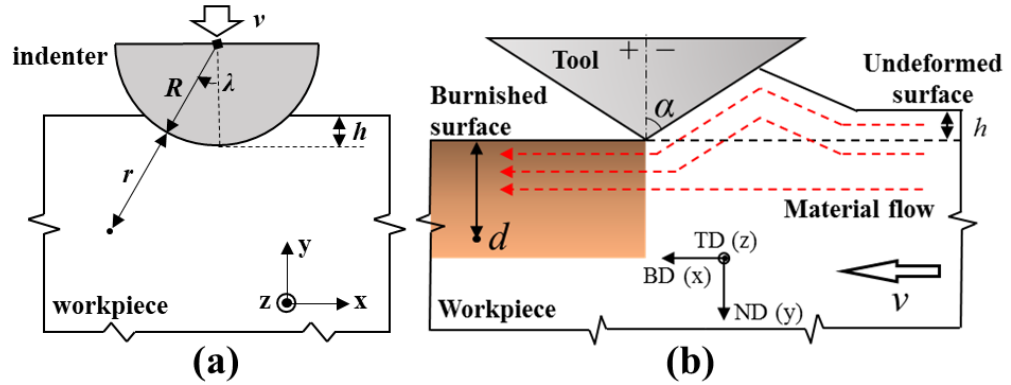 v
indenter
R
λ
h
r
y
z
x
workpiece
(a)
Tool
+ −
α
Undeformed
surface
Burnished
surface
h
Material flow
d
TD (z)
BD (x)
ND (y)
v
Workpiece
(b)